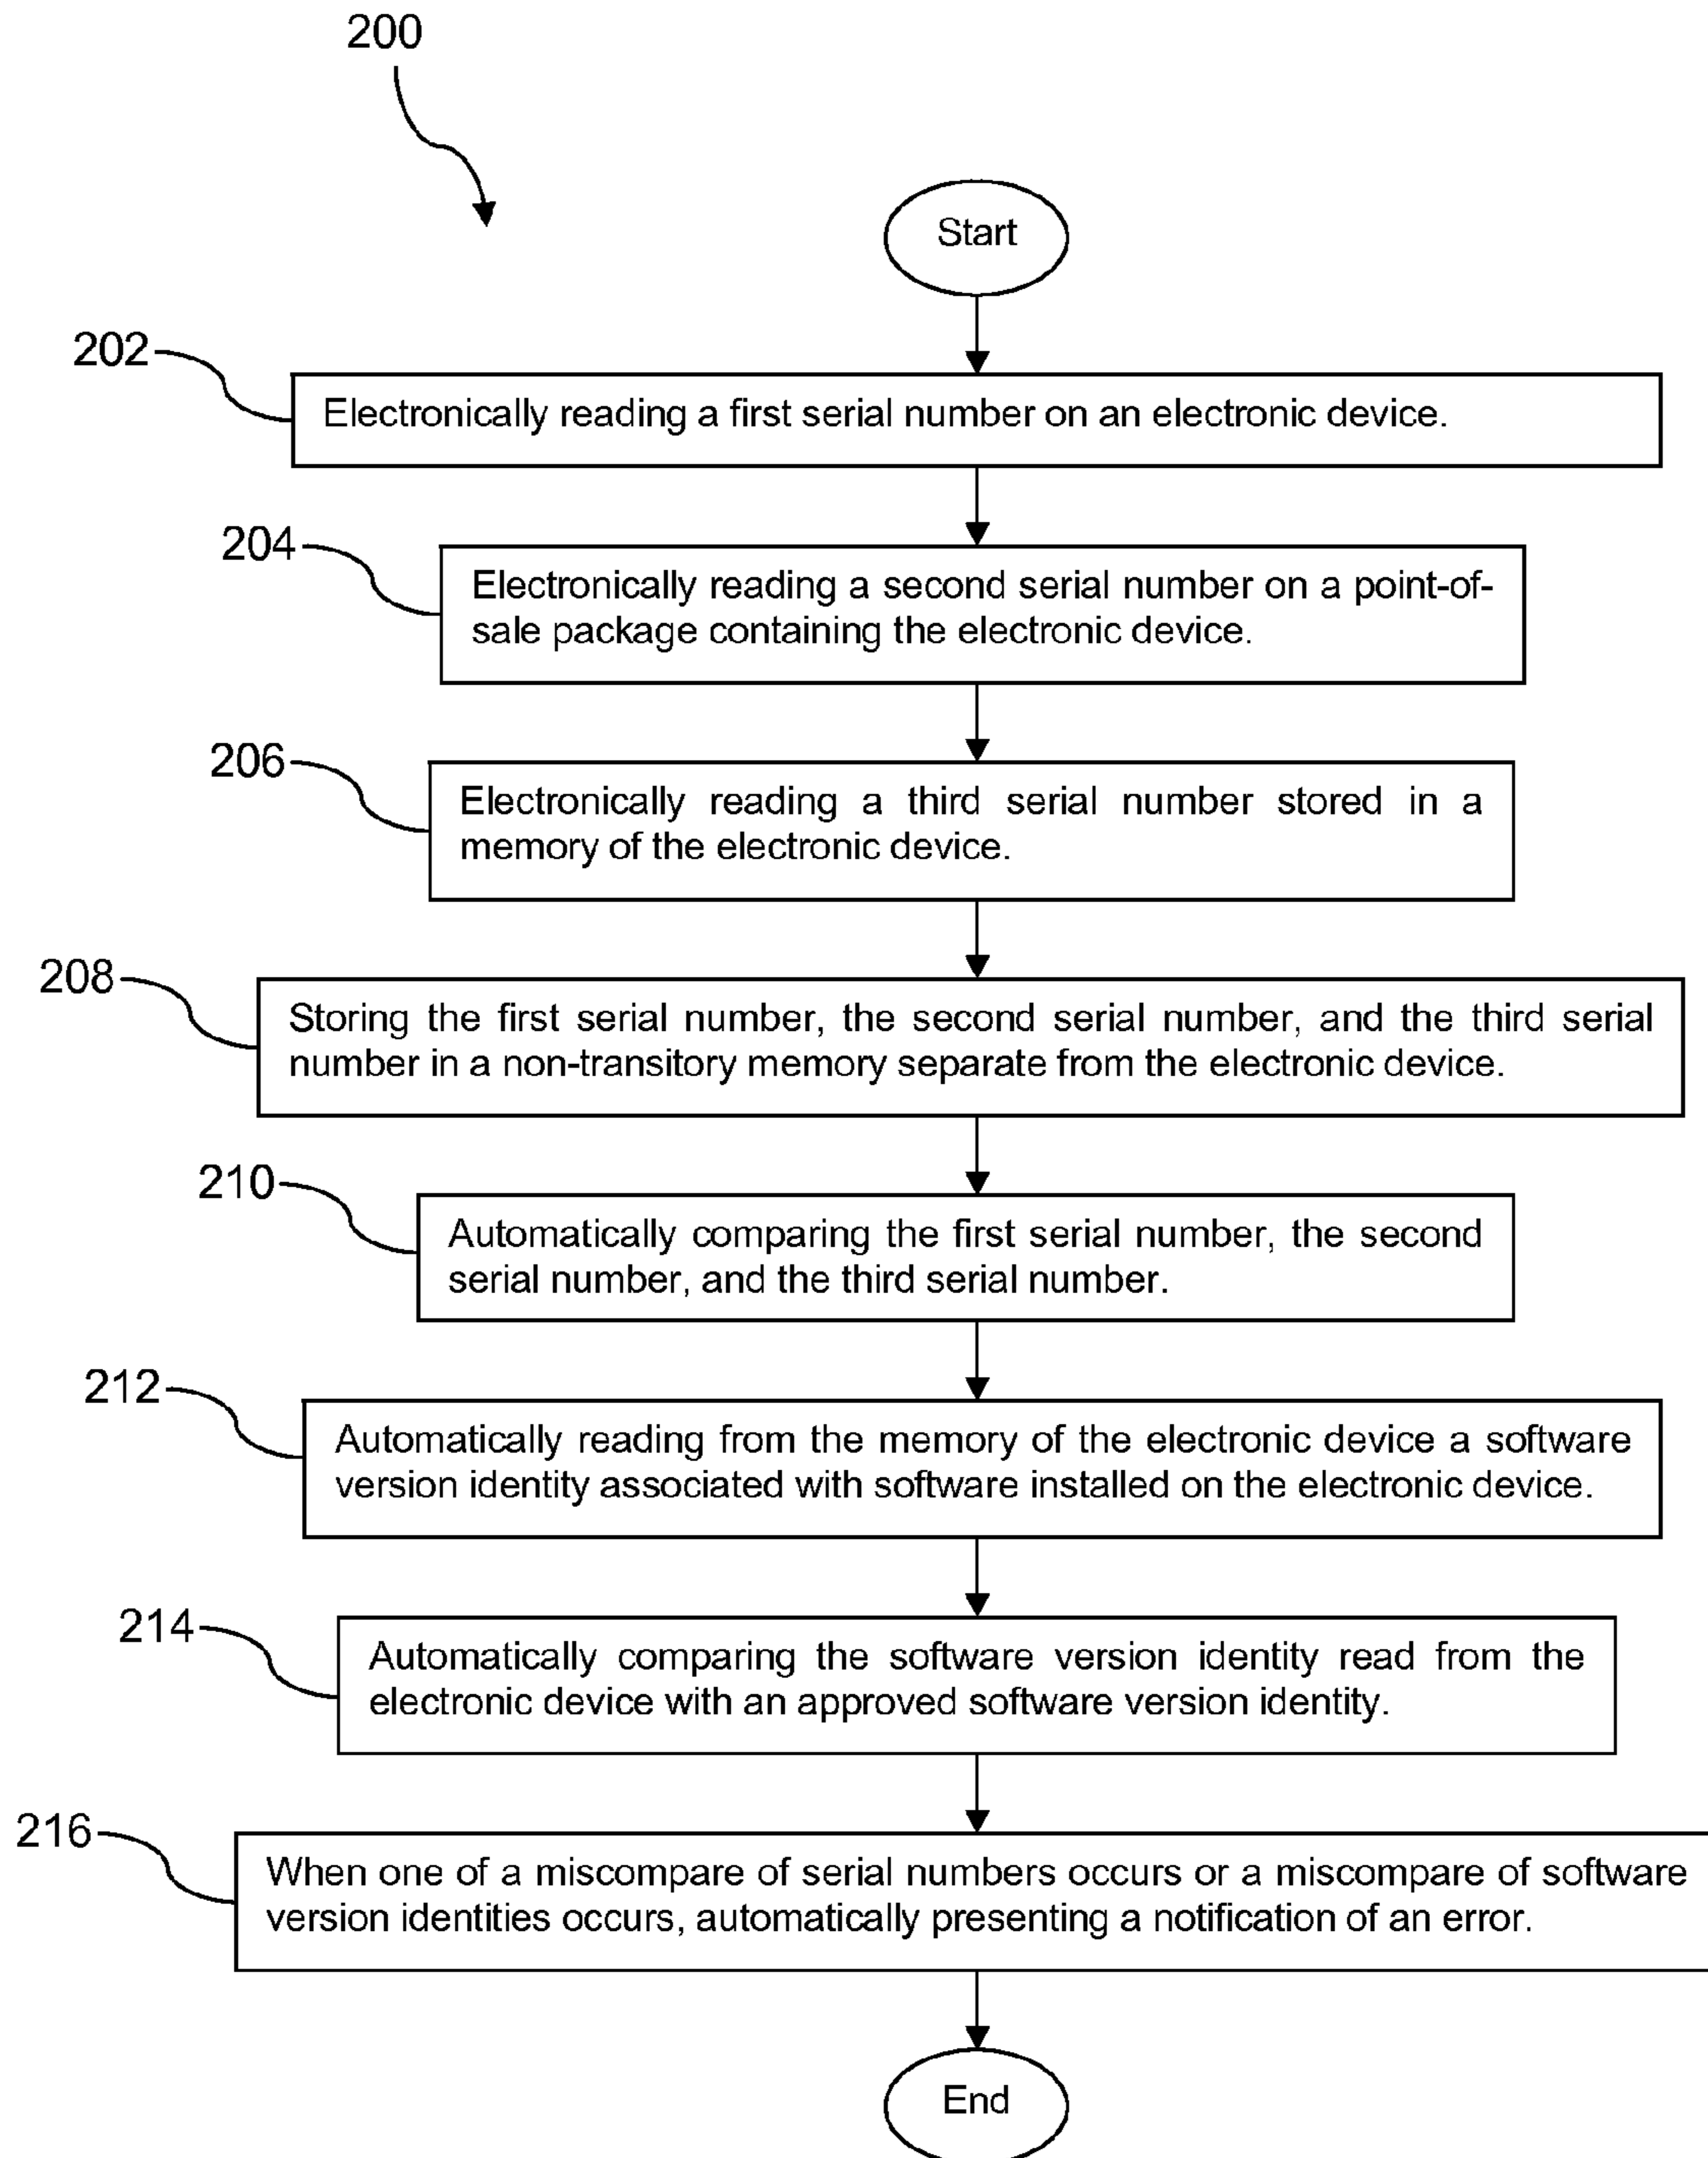 200
Start
202
Electronically reading a first serial number on an electronic device.
204
Electronically reading a second serial number on a point-of-
sale package containing the electronic device.
206
Electronically reading a third serial number stored in a
memory of the electronic device.
208
Storing the first serial number, the second serial number, and the third serial
number in a non-transitory memory separate from the electronic device.
210
Automatically comparing the first serial number, the second
serial number, and the third serial number.
212
Automatically reading from the memory of the electronic device a software
version identity associated with software installed on the electronic device.
214
Automatically comparing the software version identity read from the
electronic device with an approved software version identity.
216
When one of a miscompare of serial numbers occurs or a miscompare of software
version identities occurs, automatically presenting a notification of an error.
End